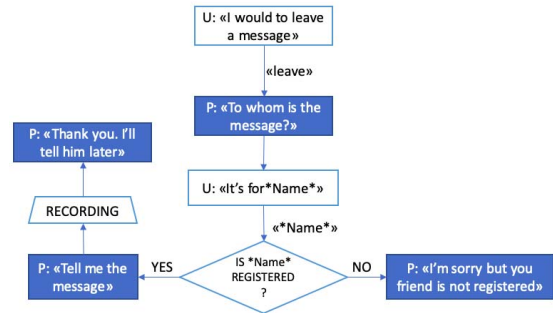 U: «I would to leave
a message»
«leave»
P: «To whom is the
message?»
U: «It's for*Name*»
«*Name*»
IS *Name*
REGISTERED
?
YES
NO
P: «Tell me the
message»
RECORDING
P: «Thank you. I'll
tell him later»
P: «I'm sorry but you
friend is not registered»